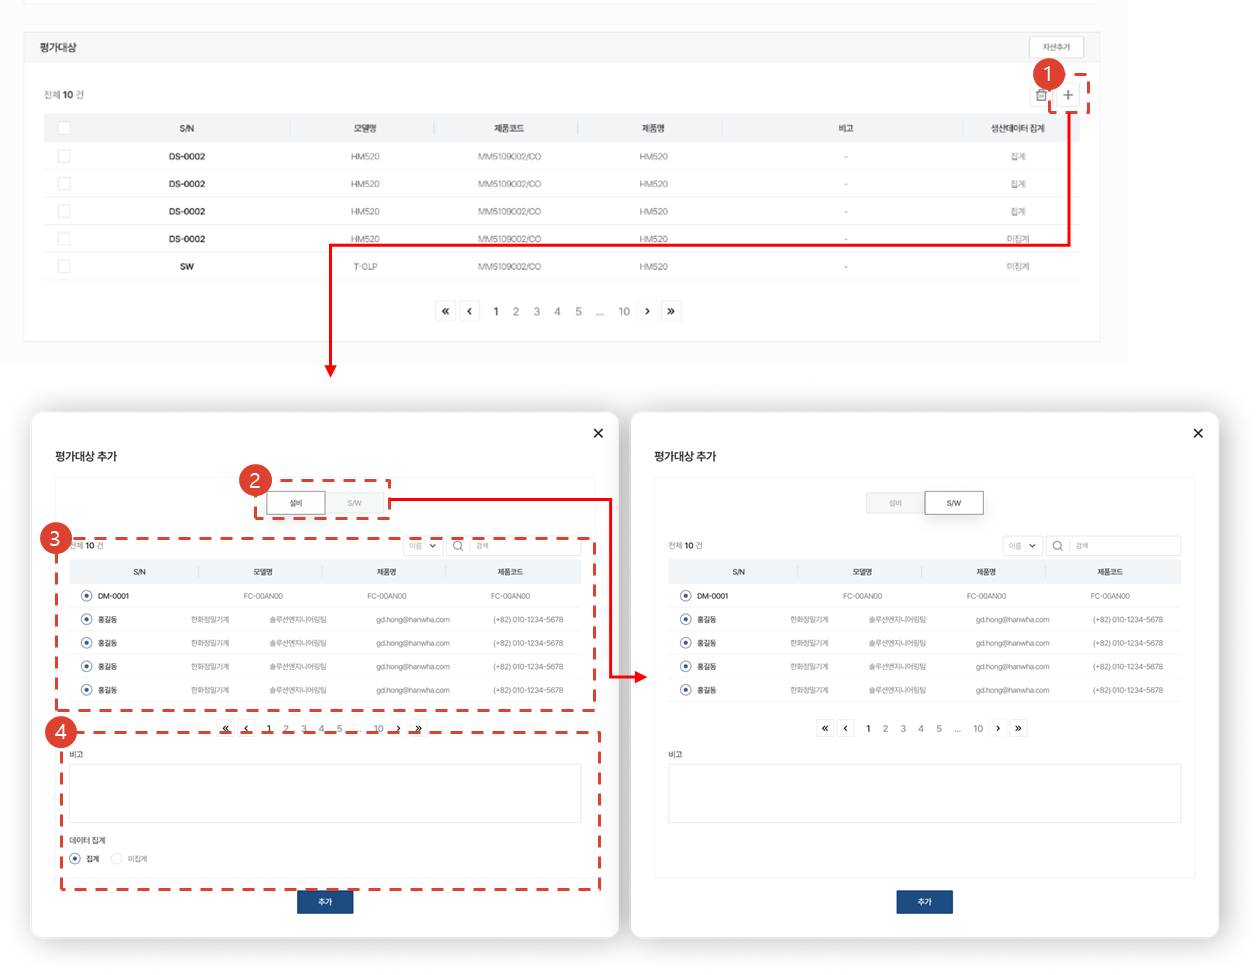 평가대상
자산추가
1
전체 10 건
S/N 모델명 제품코드 제품명 비고 생산데이터 집계
DS-0002 HM520 MM5109002/CO HM520 - 집계
DS-0002 HM520 MM5109002/CO HM520 - 집계
DS-0002 HM520 MM5109002/CO HM520 - 집계
DS-0002 HM520 MM5109002/CO HM520 - 미집계
SW T-OLP MM5109002/CO HM520 - 미집계
« ‹ 1 2 3 4 5 ... 10 › »
평가대상 추가
2
설비 S/W
3
전체 10 건 이름 검색
S/N 모델명 제품명 제품코드
DM-0001 FC-00AN00 FC-00AN00 FC-00AN00
홍길동 한화정밀기계 솔루션엔지니어링팀 gd.hong@hanwha.com (+82) 010-1234-5678
홍길동 한화정밀기계 솔루션엔지니어링팀 gd.hong@hanwha.com (+82) 010-1234-5678
홍길동 한화정밀기계 솔루션엔지니어링팀 gd.hong@hanwha.com (+82) 010-1234-5678
홍길동 한화정밀기계 솔루션엔지니어링팀 gd.hong@hanwha.com (+82) 010-1234-5678
« ‹ 1 2 3 4 5 ... 10 › »
4
비고
데이터 집계
집계 미집계
추가
평가대상 추가
설비 S/W
전체 10 건 이름 검색
S/N 모델명 제품명 제품코드
DM-0001 FC-00AN00 FC-00AN00 FC-00AN00
홍길동 한화정밀기계 솔루션엔지니어링팀 gd.hong@hanwha.com (+82) 010-1234-5678
홍길동 한화정밀기계 솔루션엔지니어링팀 gd.hong@hanwha.com (+82) 010-1234-5678
홍길동 한화정밀기계 솔루션엔지니어링팀 gd.hong@hanwha.com (+82) 010-1234-5678
홍길동 한화정밀기계 솔루션엔지니어링팀 gd.hong@hanwha.com (+82) 010-1234-5678
« ‹ 1 2 3 4 5 ... 10 › »
비고
추가